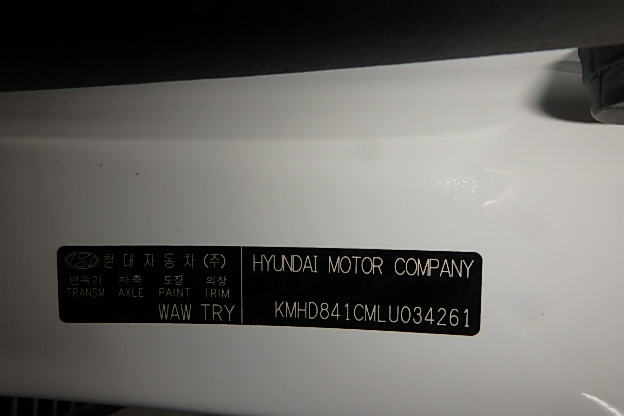 현대자동차(주)
변속기 차축 도장 의장
TRANSM AXLE PAINT TRIM
WAW TRY
HYUNDAI MOTOR COMPANY
KMHD841CMLU034261